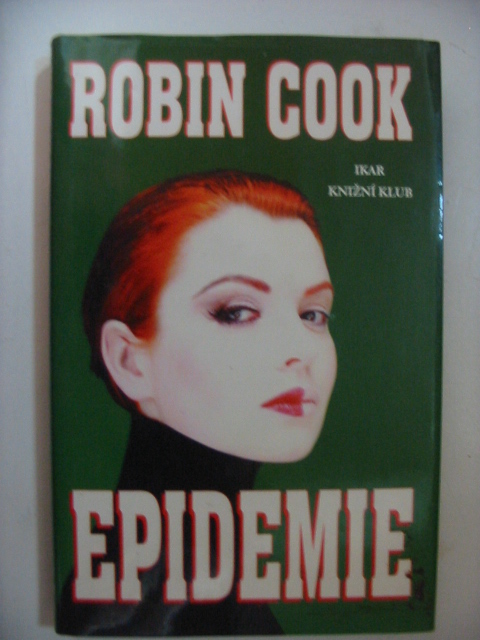 ROBIN COOK
IKAR
KNIŽNÍ KLUB
EPIDEMIE